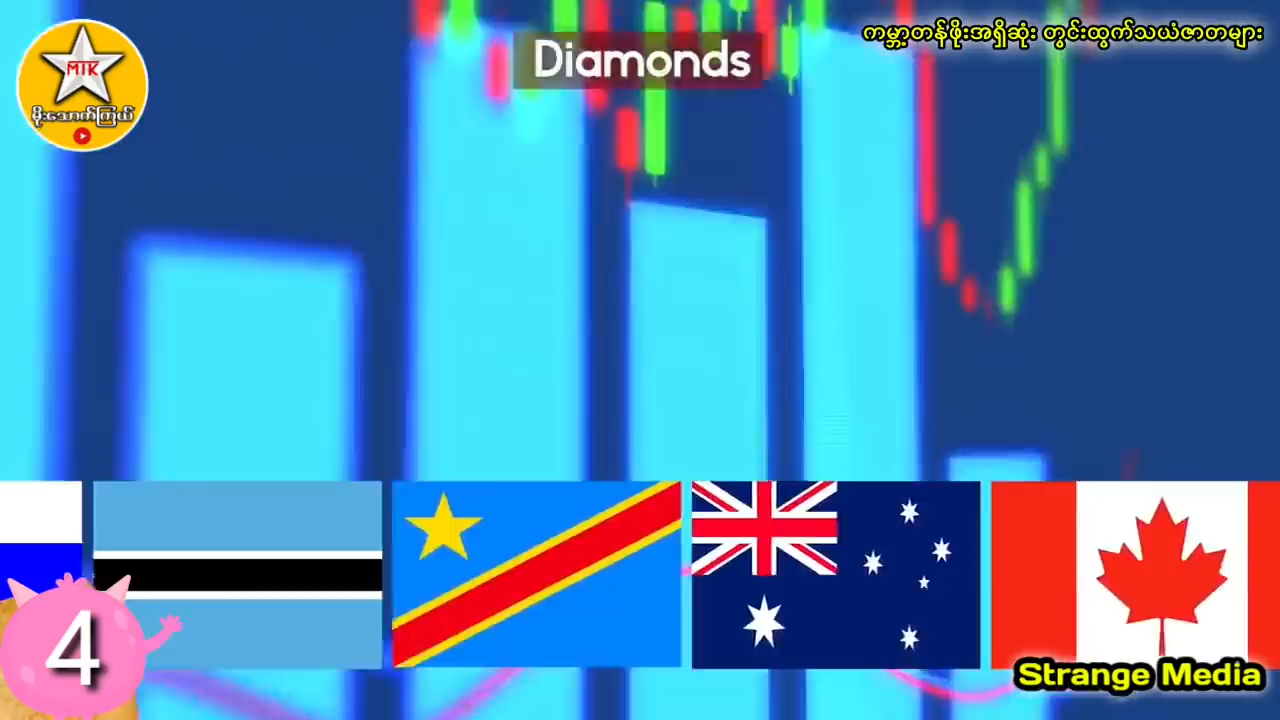 MTK
မိုးသောက်ကြယ်
Diamonds
ကမ္ဘာ့တန်ဖိုးအရှိဆုံး တွင်းထွက်သယံဇာတများ
4
Strange Media